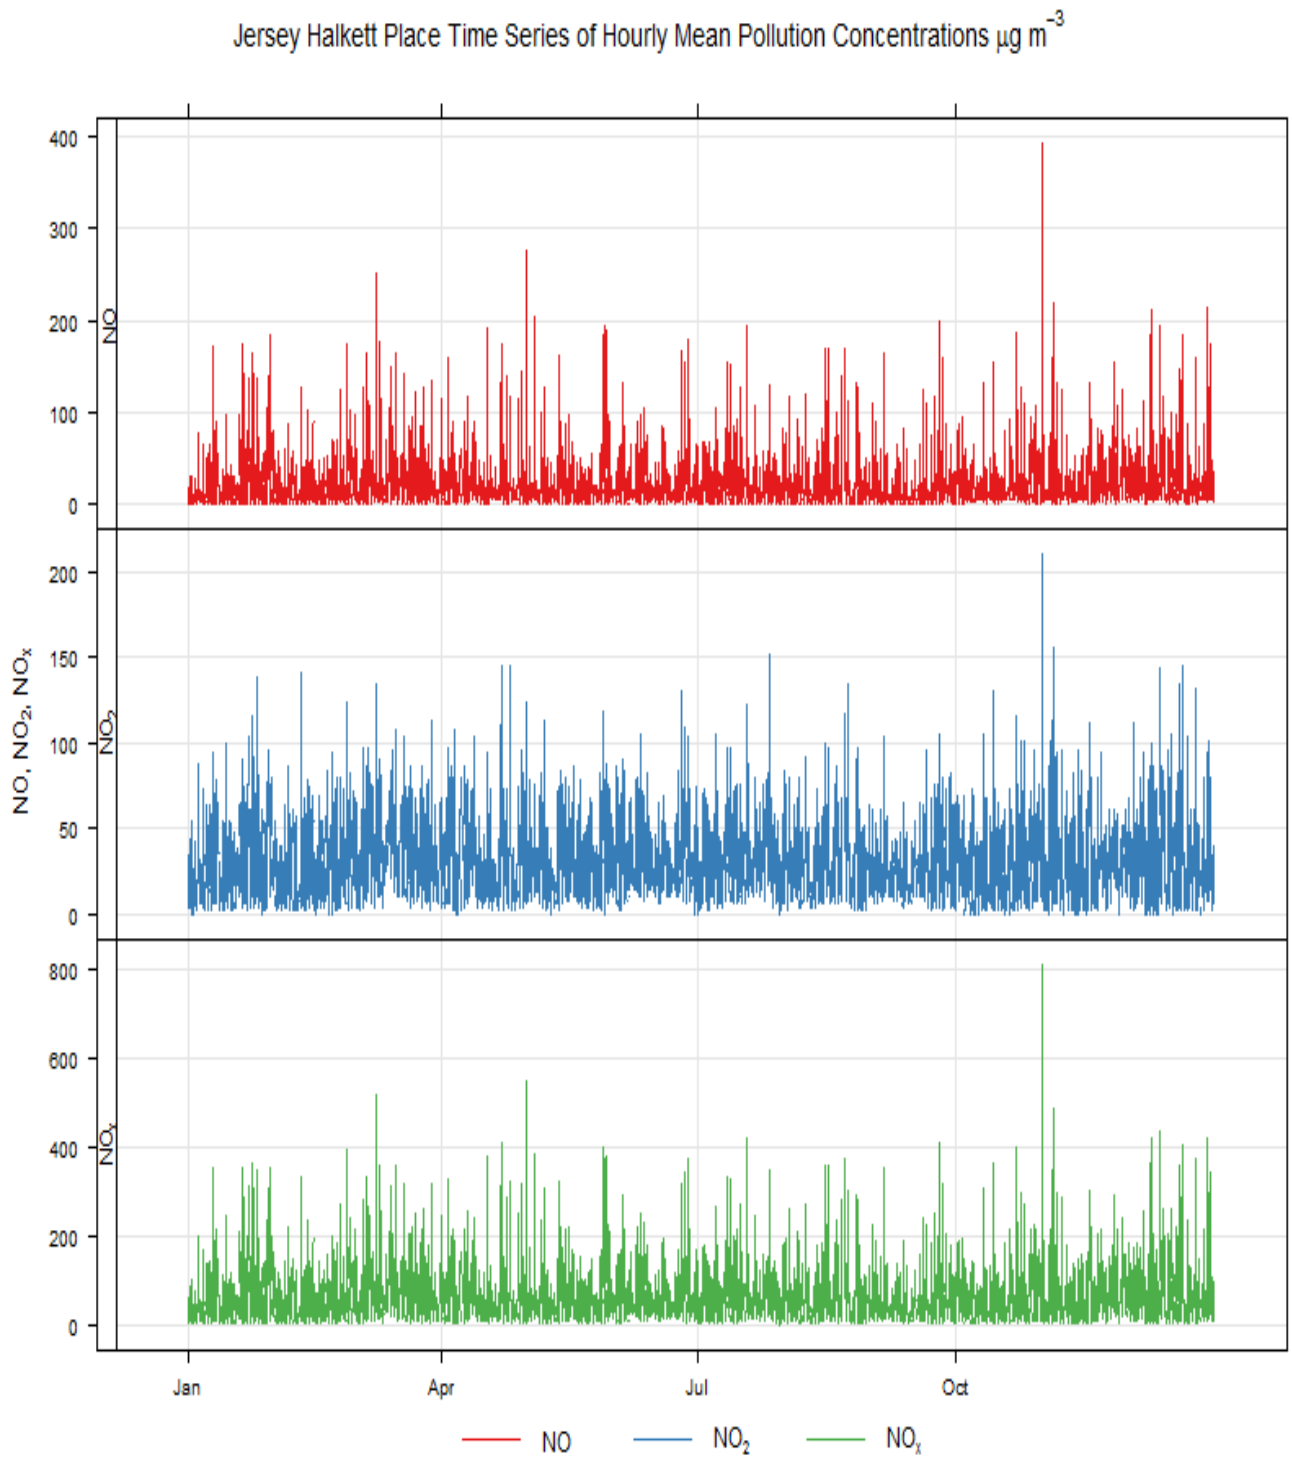 Jersey Halkett Place Time Series of Hourly Mean Pollution Concentrations μg m⁻³
400
300
200
100
0
NO
200
150
100
50
0
NO₂
NO, NO₂, NOₓ
800
600
400
200
0
NOₓ
Jan Apr Jul Oct
NO NO₂ NOₓ